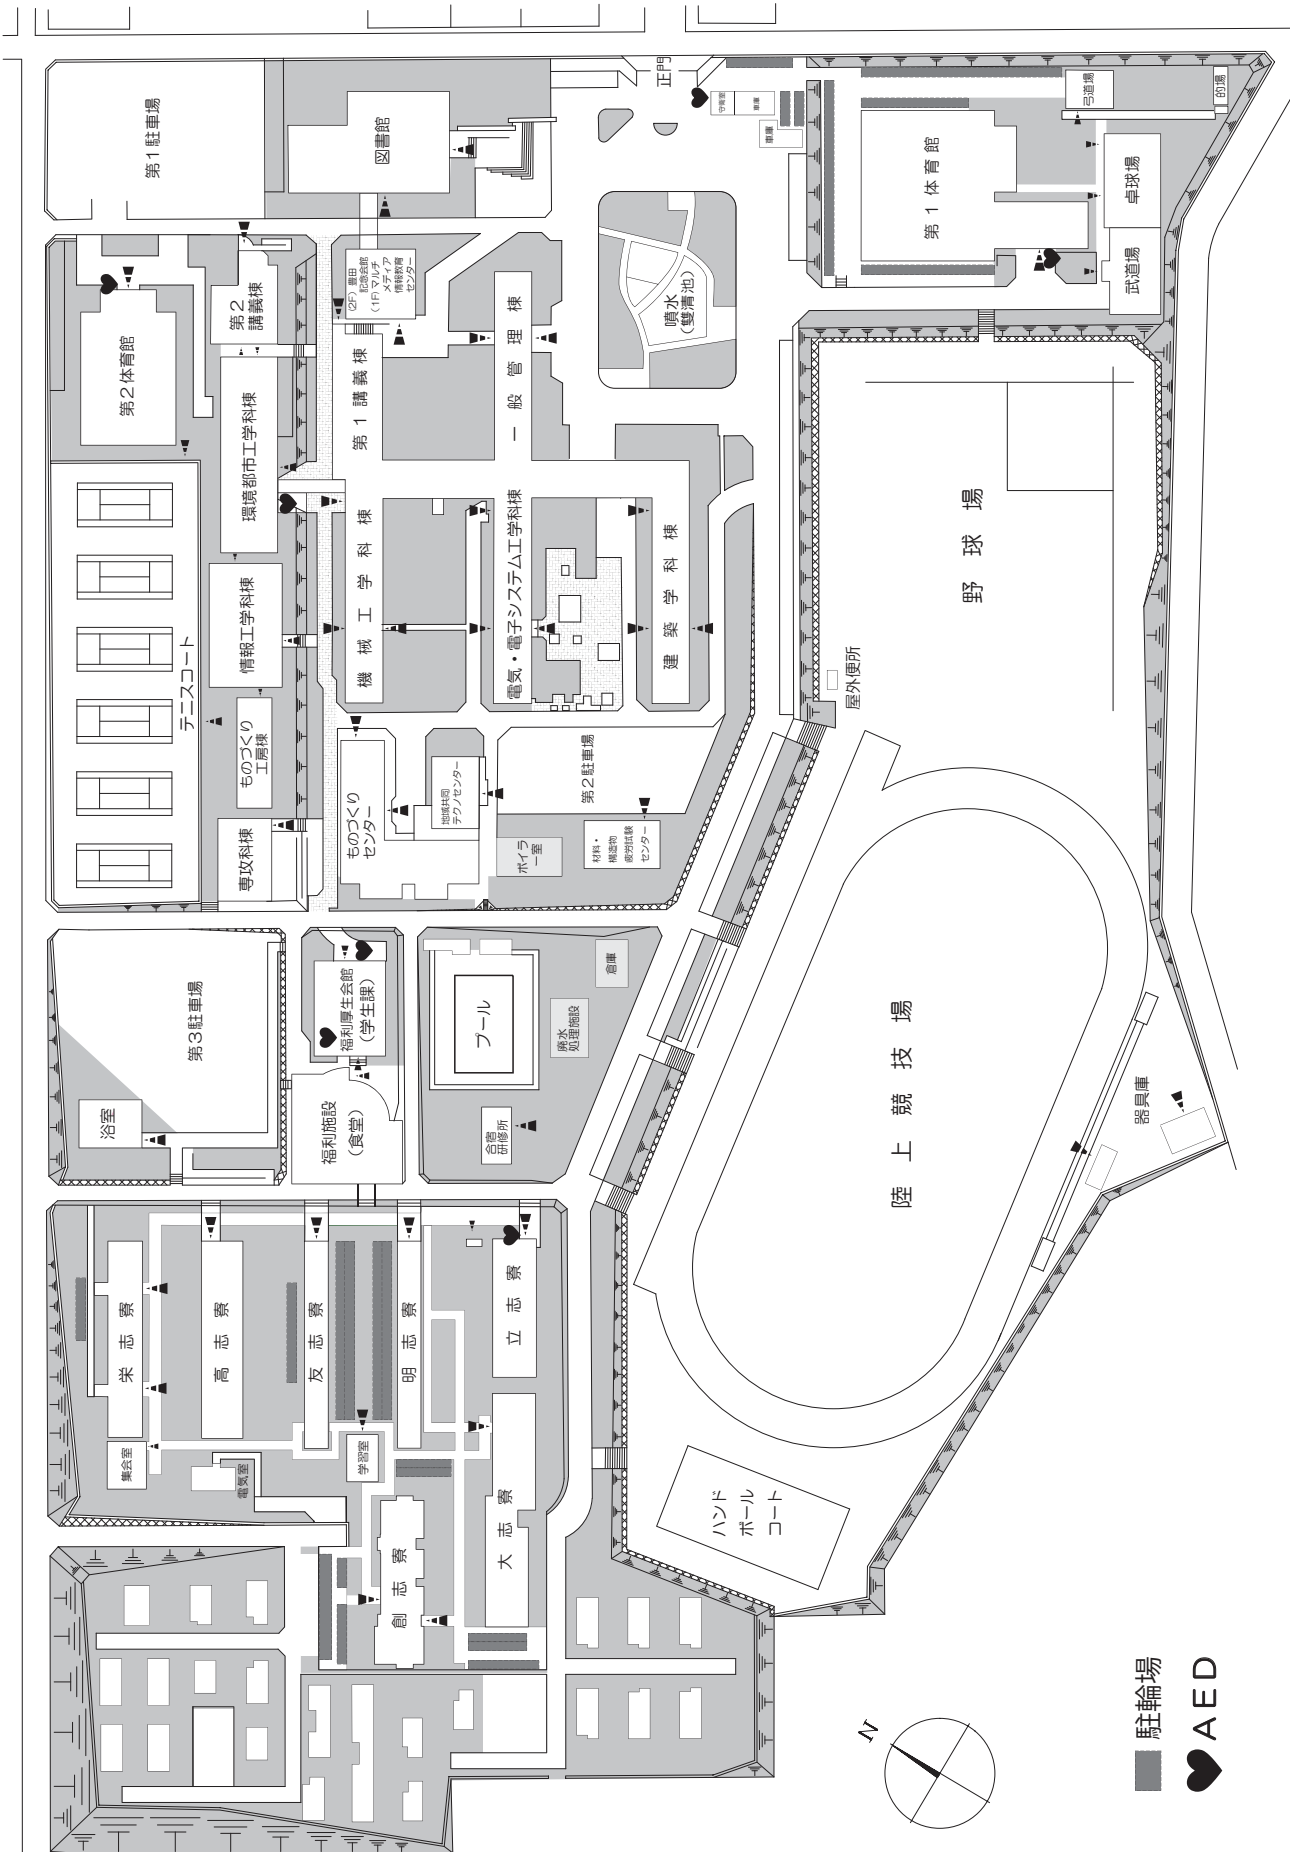 正門
第1駐車場
図書館
守衛室
車庫
車庫
弓道場
的場
第1体育館
卓球場
武道場
第2
講義棟
(2F) 豊田
記念会館
(1F) マルチ
メディア
情報教育
センター
第2体育館
噴水
(雙清池)
一般管理棟
第1講義棟
環境都市工学科棟
機械工学科棟
電気・電子システム工学科棟
建築学科棟
野球場
情報工学科棟
テニスコート
屋外便所
ものづくり
工房棟
専攻科棟
ものづくり
センター
地域共同
テクノセンター
第2駐車場
ボイラ
ー室
材料・
構造物
疲労試験
センター
第3駐車場
福利厚生会館
(学生課)
プール
倉庫
廃水
処理施設
陸上競技場
浴室
福利施設
(食堂)
合宿
研修所
器具庫
栄志寮
高志寮
友志寮
明志寮
立志寮
集会室
電気室
学習室
大志寮
創志寮
ハンド
ボール
コート
N
駐輪場
AED